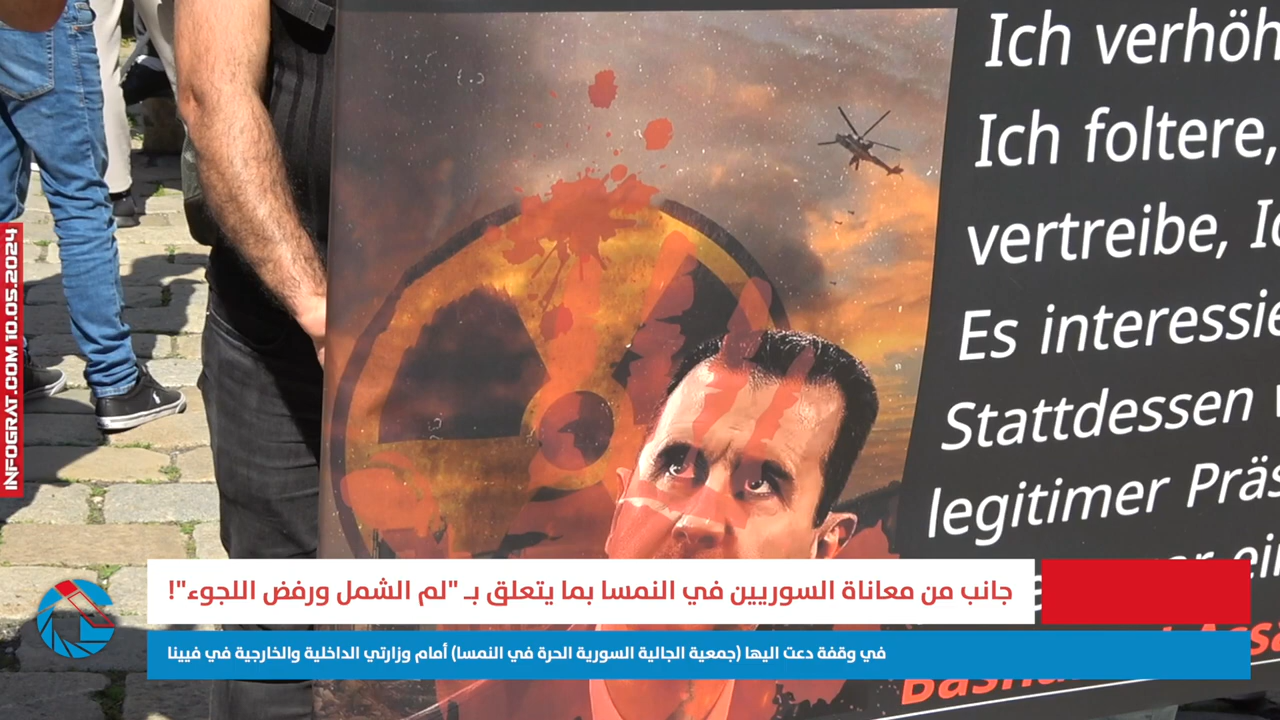 Ich verhöh
Ich foltere,
vertreibe, Ic
Es interessie
Stattdessen
legitimer Präs
INFOGRAT.COM 10.05.2024
جانب من معاناة السوريين في النمسا بما يتعلق بـ "لم الشمل ورفض اللجوء"!
في وقفة دعت اليها (جمعية الجالية السورية الحرة في النمسا) أمام وزارتي الداخلية والخارجية في فيينا